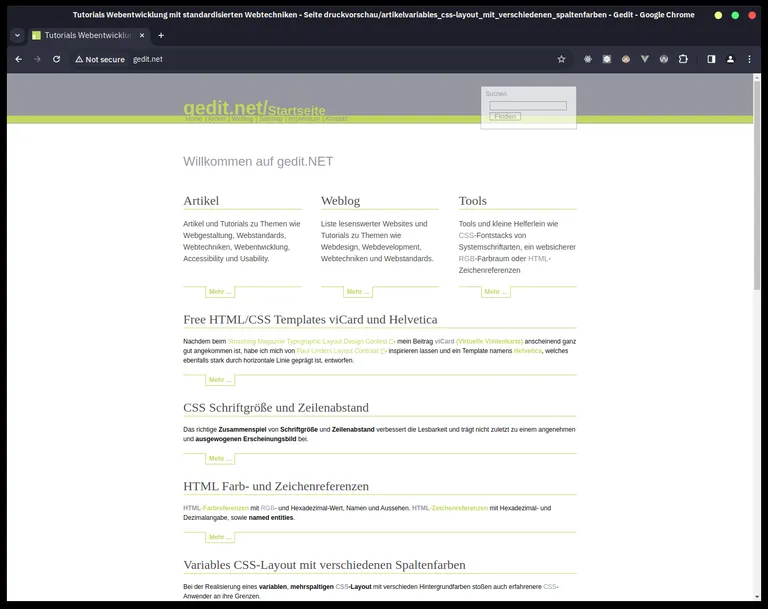 Tutorials Webentwicklung mit standardisierten Webtechniken - Seite druckvorschau/artikelvariables_css-layout_mit_verschiedenen_spaltenfarben - Gedit - Google Chrome
Tutorials Webentwicklun
Not secure gedit.net
gedit.net/Startseite
Home | Artikel | Weblog | Sitemap | Impressum | Kontakt
Suchen
Finden
Willkommen auf gedit.NET
Artikel
Artikel und Tutorials zu Themen wie
Webgestaltung, Webstandards,
Webtechniken, Webentwicklung,
Accessibility und Usability.
Mehr ...
Weblog
Liste lesenswerter Websites und
Tutorials zu Themen wie
Webdesign, Webdevelopment,
Webtechniken und Webstandards.
Mehr ...
Tools
Tools und kleine Helferlein wie
CSS-Fontstacks von
Systemschriftarten, ein websicherer
RGB-Farbraum oder HTML-
Zeichenreferenzen
Mehr ...
Free HTML/CSS Templates viCard und Helvetica
Nachdem beim Smashing Magazine Typographic Layout Design Contest mein Beitrag viCard (Virtuelle Visitenkarte) anscheinend ganz
gut angekommen ist, habe ich mich von Paul Unders Layout Contrast inspirieren lassen und ein Template namens Helvetica, welches
ebenfalls stark durch horizontale Linie geprägt ist, entworfen.
Mehr ...
CSS Schriftgröße und Zeilenabstand
Das richtige Zusammenspiel von Schriftgröße und Zeilenabstand verbessert die Lesbarkeit und trägt nicht zuletzt zu einem angenehmen
und ausgewogenen Erscheinungsbild bei.
Mehr ...
HTML Farb- und Zeichenreferenzen
HTML-Farbreferenzen mit RGB- und Hexadezimal-Wert, Namen und Aussehen. HTML-Zeichenreferenzen mit Hexadezimal- und
Dezimalangabe, sowie named entities.
Mehr ...
Variables CSS-Layout mit verschiedenen Spaltenfarben
Bei der Realisierung eines variablen, mehrspaltigen CSS-Layout mit verschieden Hintergrundfarben stoßen auch erfahrenere CSS-
Anwender an ihre Grenzen.